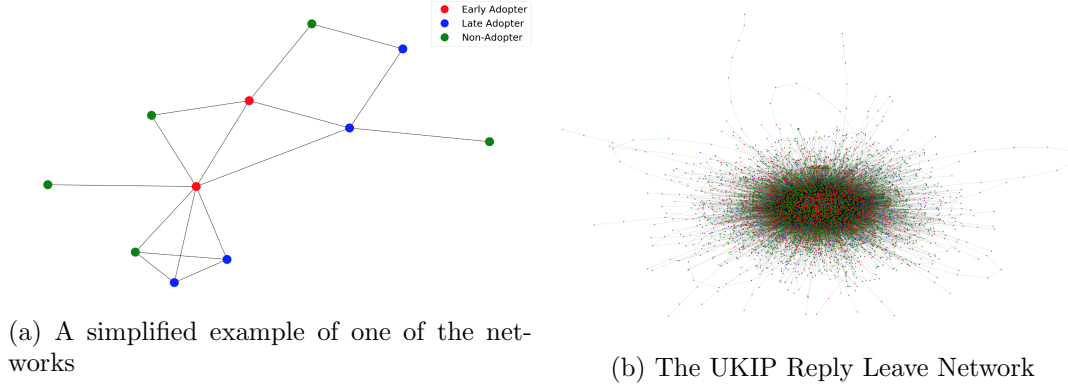 Early Adopter
Late Adopter
Non-Adopter
(a) A simplified example of one of the net-
works
(b) The UKIP Reply Leave Network